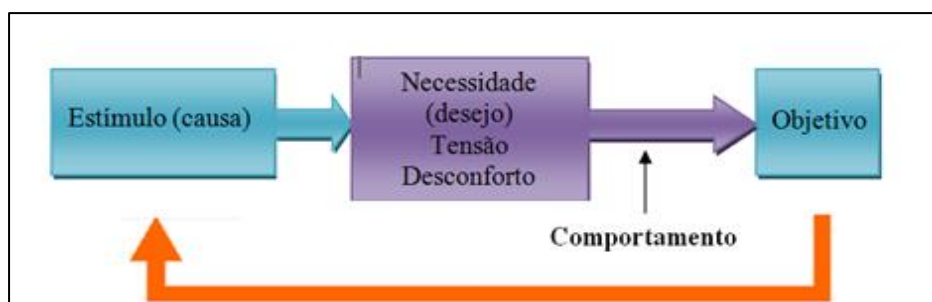 Estímulo (causa)
Necessidade
(desejo)
Tensão
Desconforto
Objetivo
Comportamento